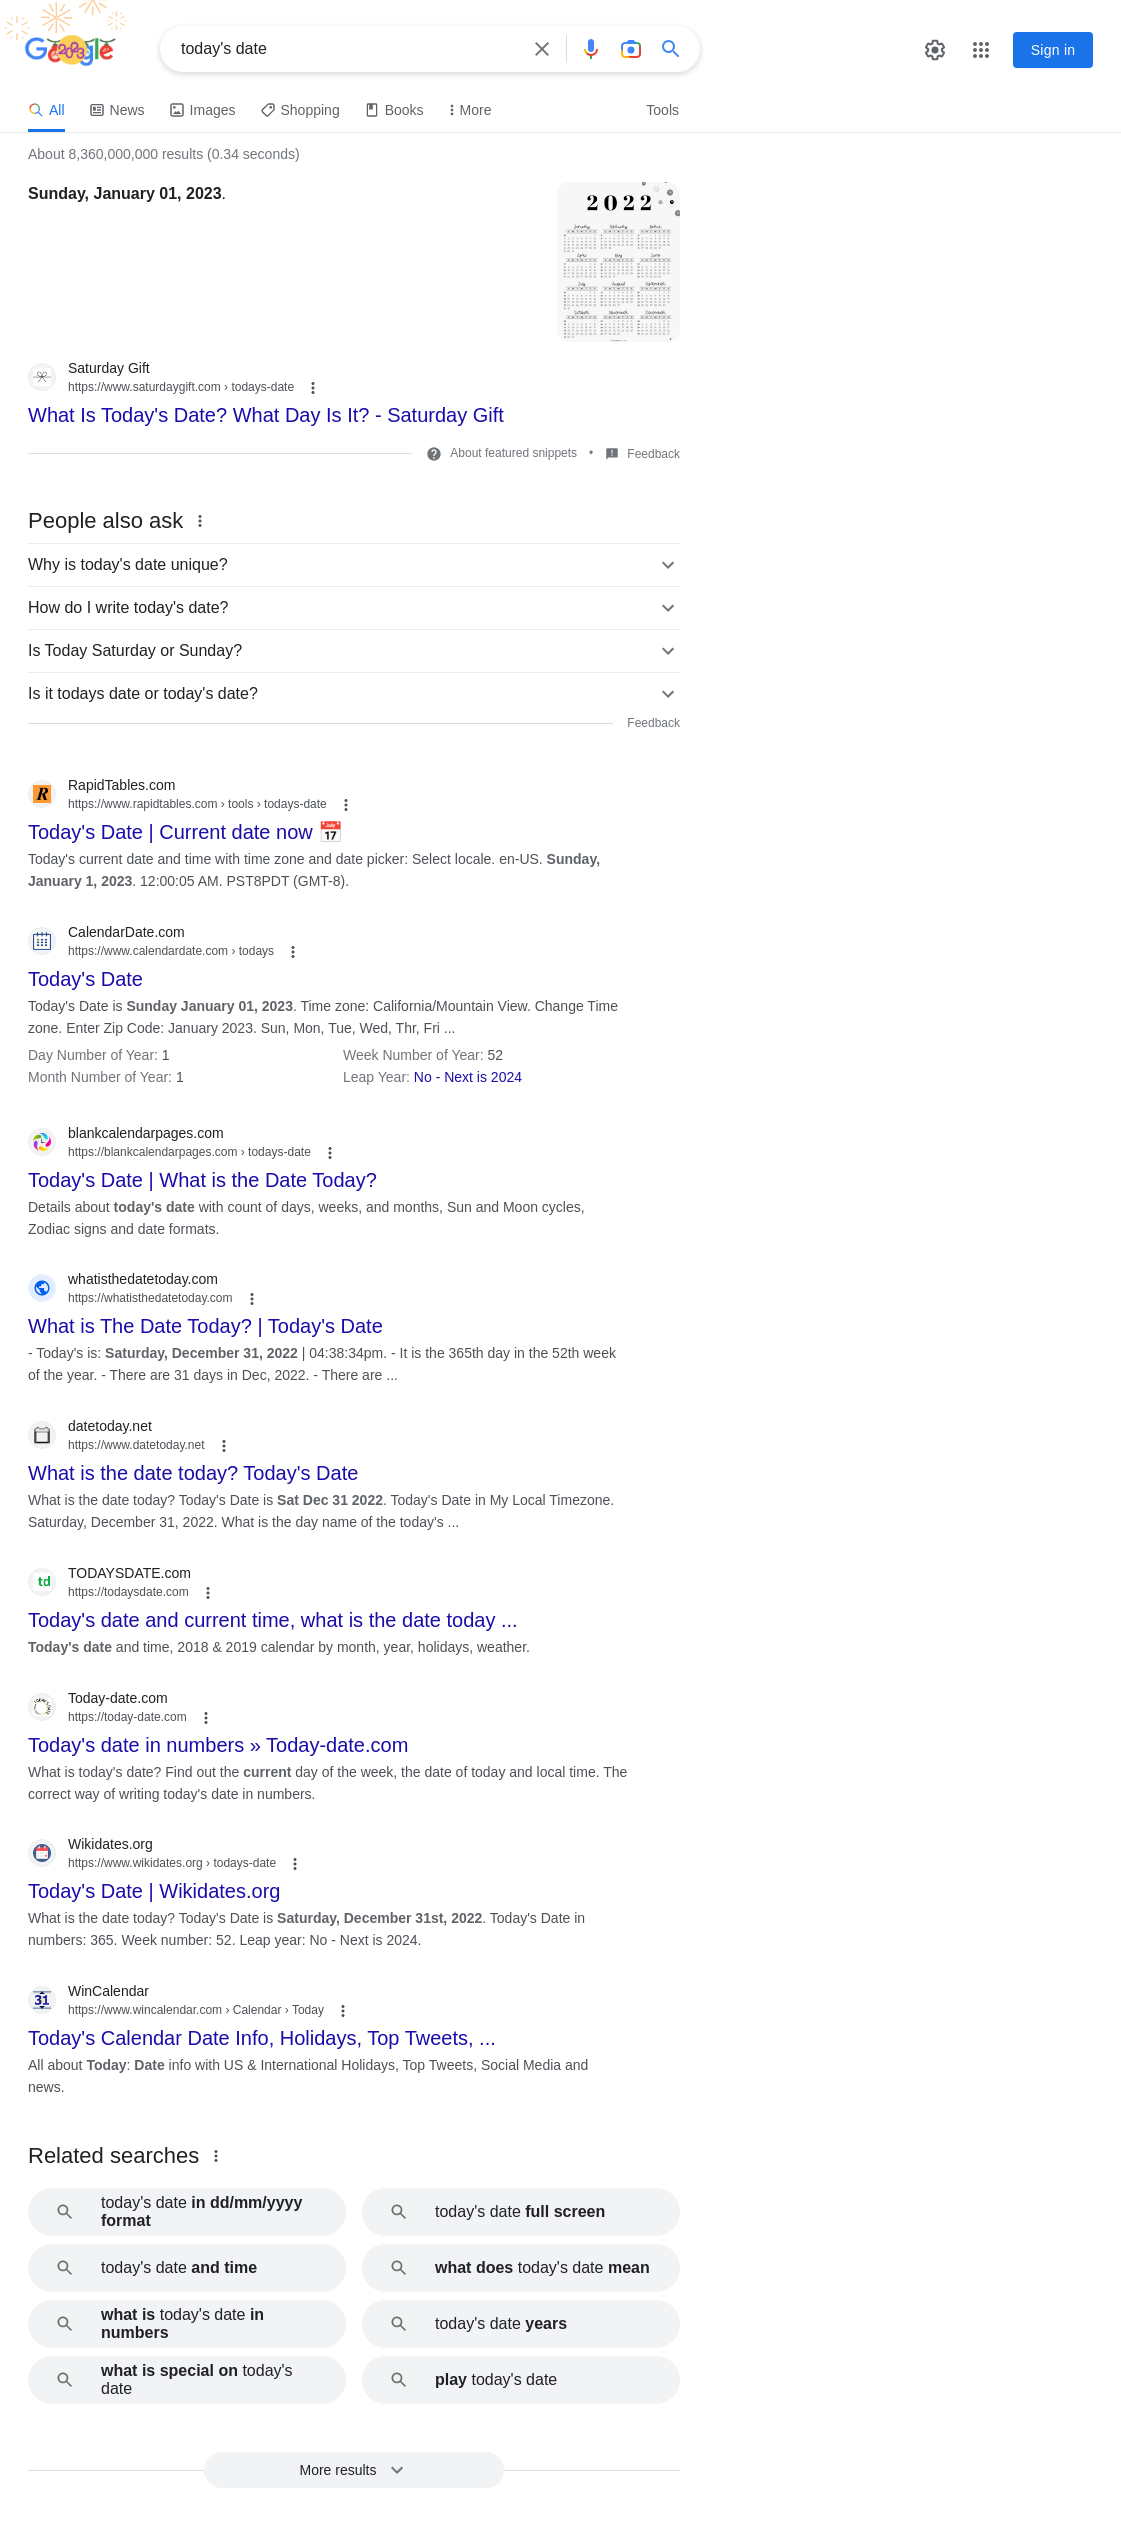 Google
2023
today's date
Sign in
All
News
Images
Shopping
Books
More
Tools
About 8,360,000,000 results (0.34 seconds)
Sunday, January 01, 2023.
2022
Saturday Gift
https://www.saturdaygift.com › todays-date
What Is Today's Date? What Day Is It? - Saturday Gift
About featured snippets • Feedback
People also ask
Why is today's date unique?
How do I write today's date?
Is Today Saturday or Sunday?
Is it todays date or today's date?
Feedback
RapidTables.com
https://www.rapidtables.com › tools › todays-date
Today's Date | Current date now 📅
Today's current date and time with time zone and date picker: Select locale. en-US. Sunday,
January 1, 2023. 12:00:05 AM. PST8PDT (GMT-8).
CalendarDate.com
https://www.calendardate.com › todays
Today's Date
Today's Date is Sunday January 01, 2023. Time zone: California/Mountain View. Change Time
zone. Enter Zip Code: January 2023. Sun, Mon, Tue, Wed, Thr, Fri ...
Day Number of Year: 1
Week Number of Year: 52
Month Number of Year: 1
Leap Year: No - Next is 2024
blankcalendarpages.com
https://blankcalendarpages.com › todays-date
Today's Date | What is the Date Today?
Details about today's date with count of days, weeks, and months, Sun and Moon cycles,
Zodiac signs and date formats.
whatisthedatetoday.com
https://whatisthedatetoday.com
What is The Date Today? | Today's Date
- Today's is: Saturday, December 31, 2022 | 04:38:34pm. - It is the 365th day in the 52th week
of the year. - There are 31 days in Dec, 2022. - There are ...
datetoday.net
https://www.datetoday.net
What is the date today? Today's Date
What is the date today? Today's Date is Sat Dec 31 2022. Today's Date in My Local Timezone.
Saturday, December 31, 2022. What is the day name of the today's ...
td
TODAYSDATE.com
https://todaysdate.com
Today's date and current time, what is the date today ...
Today's date and time, 2018 & 2019 calendar by month, year, holidays, weather.
Today-date.com
https://today-date.com
Today's date in numbers » Today-date.com
What is today's date? Find out the current day of the week, the date of today and local time. The
correct way of writing today's date in numbers.
Wikidates.org
https://www.wikidates.org › todays-date
Today's Date | Wikidates.org
What is the date today? Today's Date is Saturday, December 31st, 2022. Today's Date in
numbers: 365. Week number: 52. Leap year: No - Next is 2024.
31
WinCalendar
https://www.wincalendar.com › Calendar › Today
Today's Calendar Date Info, Holidays, Top Tweets, ...
All about Today: Date info with US & International Holidays, Top Tweets, Social Media and
news.
Related searches
today's date in dd/mm/yyyy
format
today's date full screen
today's date and time
what does today's date mean
what is today's date in
numbers
today's date years
what is special on today's
date
play today's date
More results